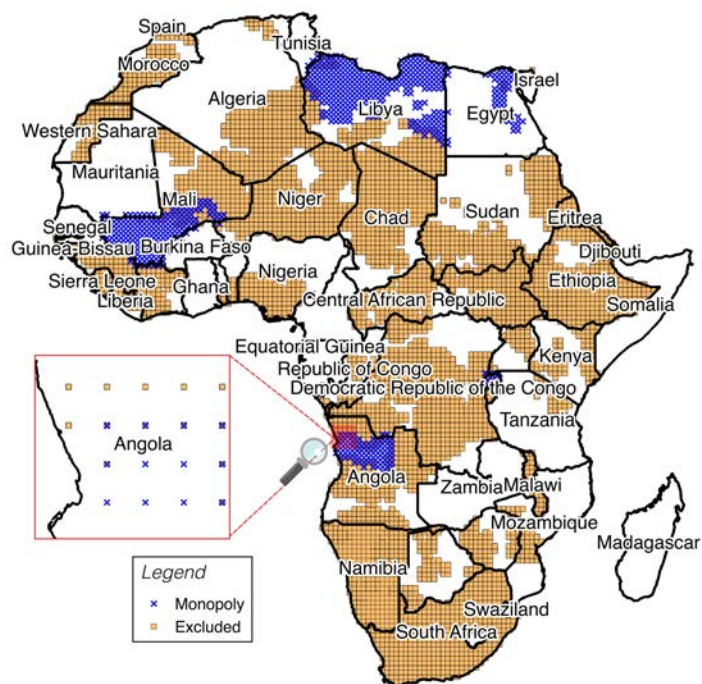 Spain
Tunisia
Morocco
Israel
Algeria
Libya
Egypt
Western Sahara
Mauritania
Mali
Niger
Chad
Sudan
Eritrea
Senegal
Guinea-Bissau
Burkina Faso
Djibouti
Sierra Leone
Liberia
Ghana
Nigeria
Ethiopia
Central African Republic
Somalia
Equatorial Guinea
Republic of Congo
Kenya
Democratic Republic of the Congo
Tanzania
Angola
Angola
Zambia
Malawi
Mozambique
Madagascar
Namibia
Swaziland
South Africa
Legend
Monopoly
Excluded